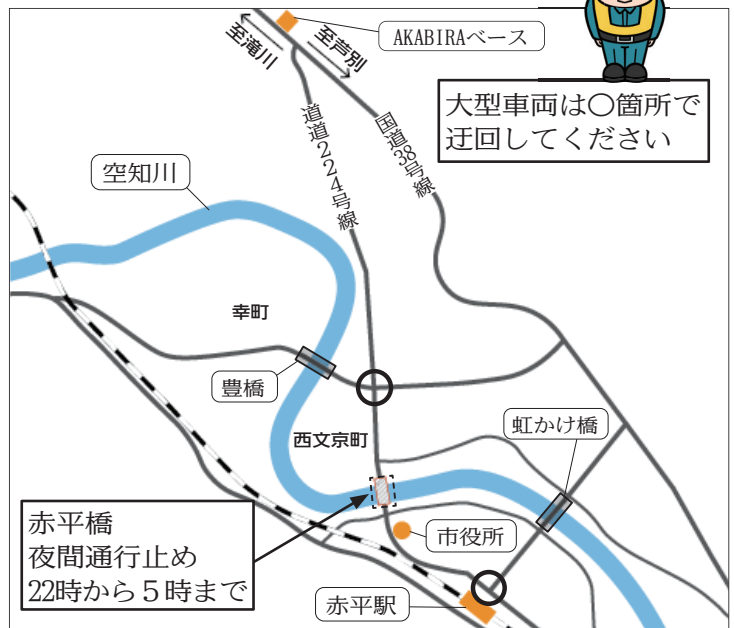 AKABIRAベース
至滝川
至芦別
大型車両は〇箇所で
迂回してください
道道224号線
国道38号線
空知川
幸町
豊橋
西文京町
虹かけ橋
赤平橋
夜間通行止め
22時から５時まで
市役所
赤平駅